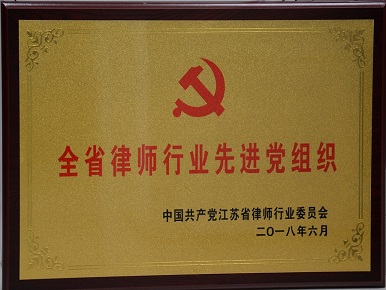 全省律师行业先进党组织
中国共产党江苏省律师行业委员会
二〇一八年六月